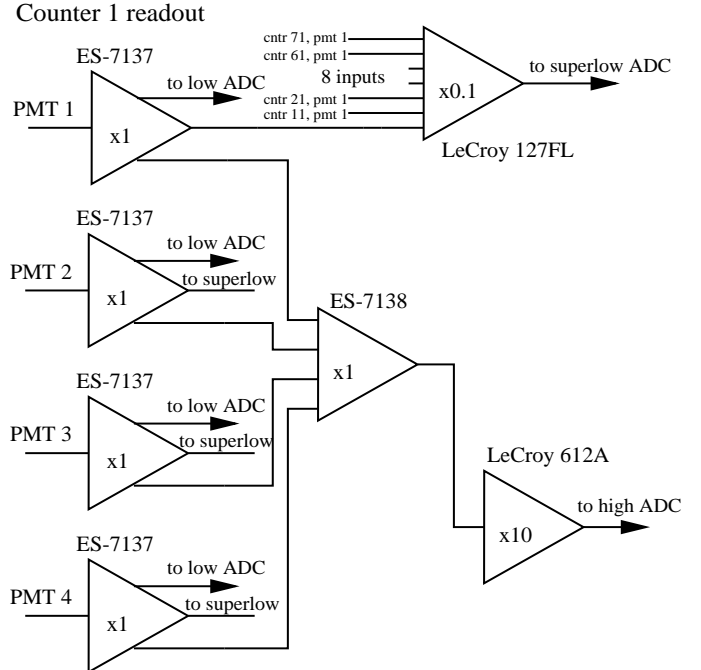 Counter 1 readout
ES-7137
to low ADC
PMT 1
x1
cntr 71, pmt 1
cntr 61, pmt 1
8 inputs
cntr 21, pmt 1
cntr 11, pmt 1
x0.1
to superlow ADC
LeCroy 127FL
ES-7137
to low ADC
PMT 2
to superlow
x1
ES-7138
x1
ES-7137
to low ADC
PMT 3
to superlow
x1
LeCroy 612A
to high ADC
x10
ES-7137
to low ADC
PMT 4
to superlow
x1